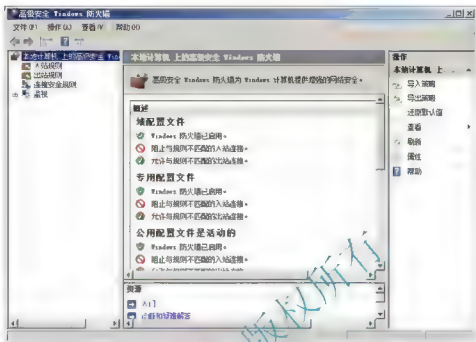 高级安全 Windows 防火墙
文件(F) 操作(A) 查看(V) 帮助(H)
本地计算机 上的高级安全 Wind
入站规则
出站规则
连接安全规则
监视
本地计算机 上的高级安全 Windows 防火墙
高级安全 Windows 防火墙为 Windows 计算机提供增强的网络安全。
概述
域配置文件
Windows 防火墙已启用。
阻止与规则不匹配的入站连接。
允许与规则不匹配的出站连接。
专用配置文件
Windows 防火墙已启用。
阻止与规则不匹配的入站连接。
允许与规则不匹配的出站连接。
公用配置文件是活动的
Windows 防火墙已启用。
阻止与规则不匹配的入站连接。
资源
入门
诊断和疑难解答
操作
本地计算机 上...
导入策略
导出策略
还原默认值
查看
刷新
属性
帮助
版权所有